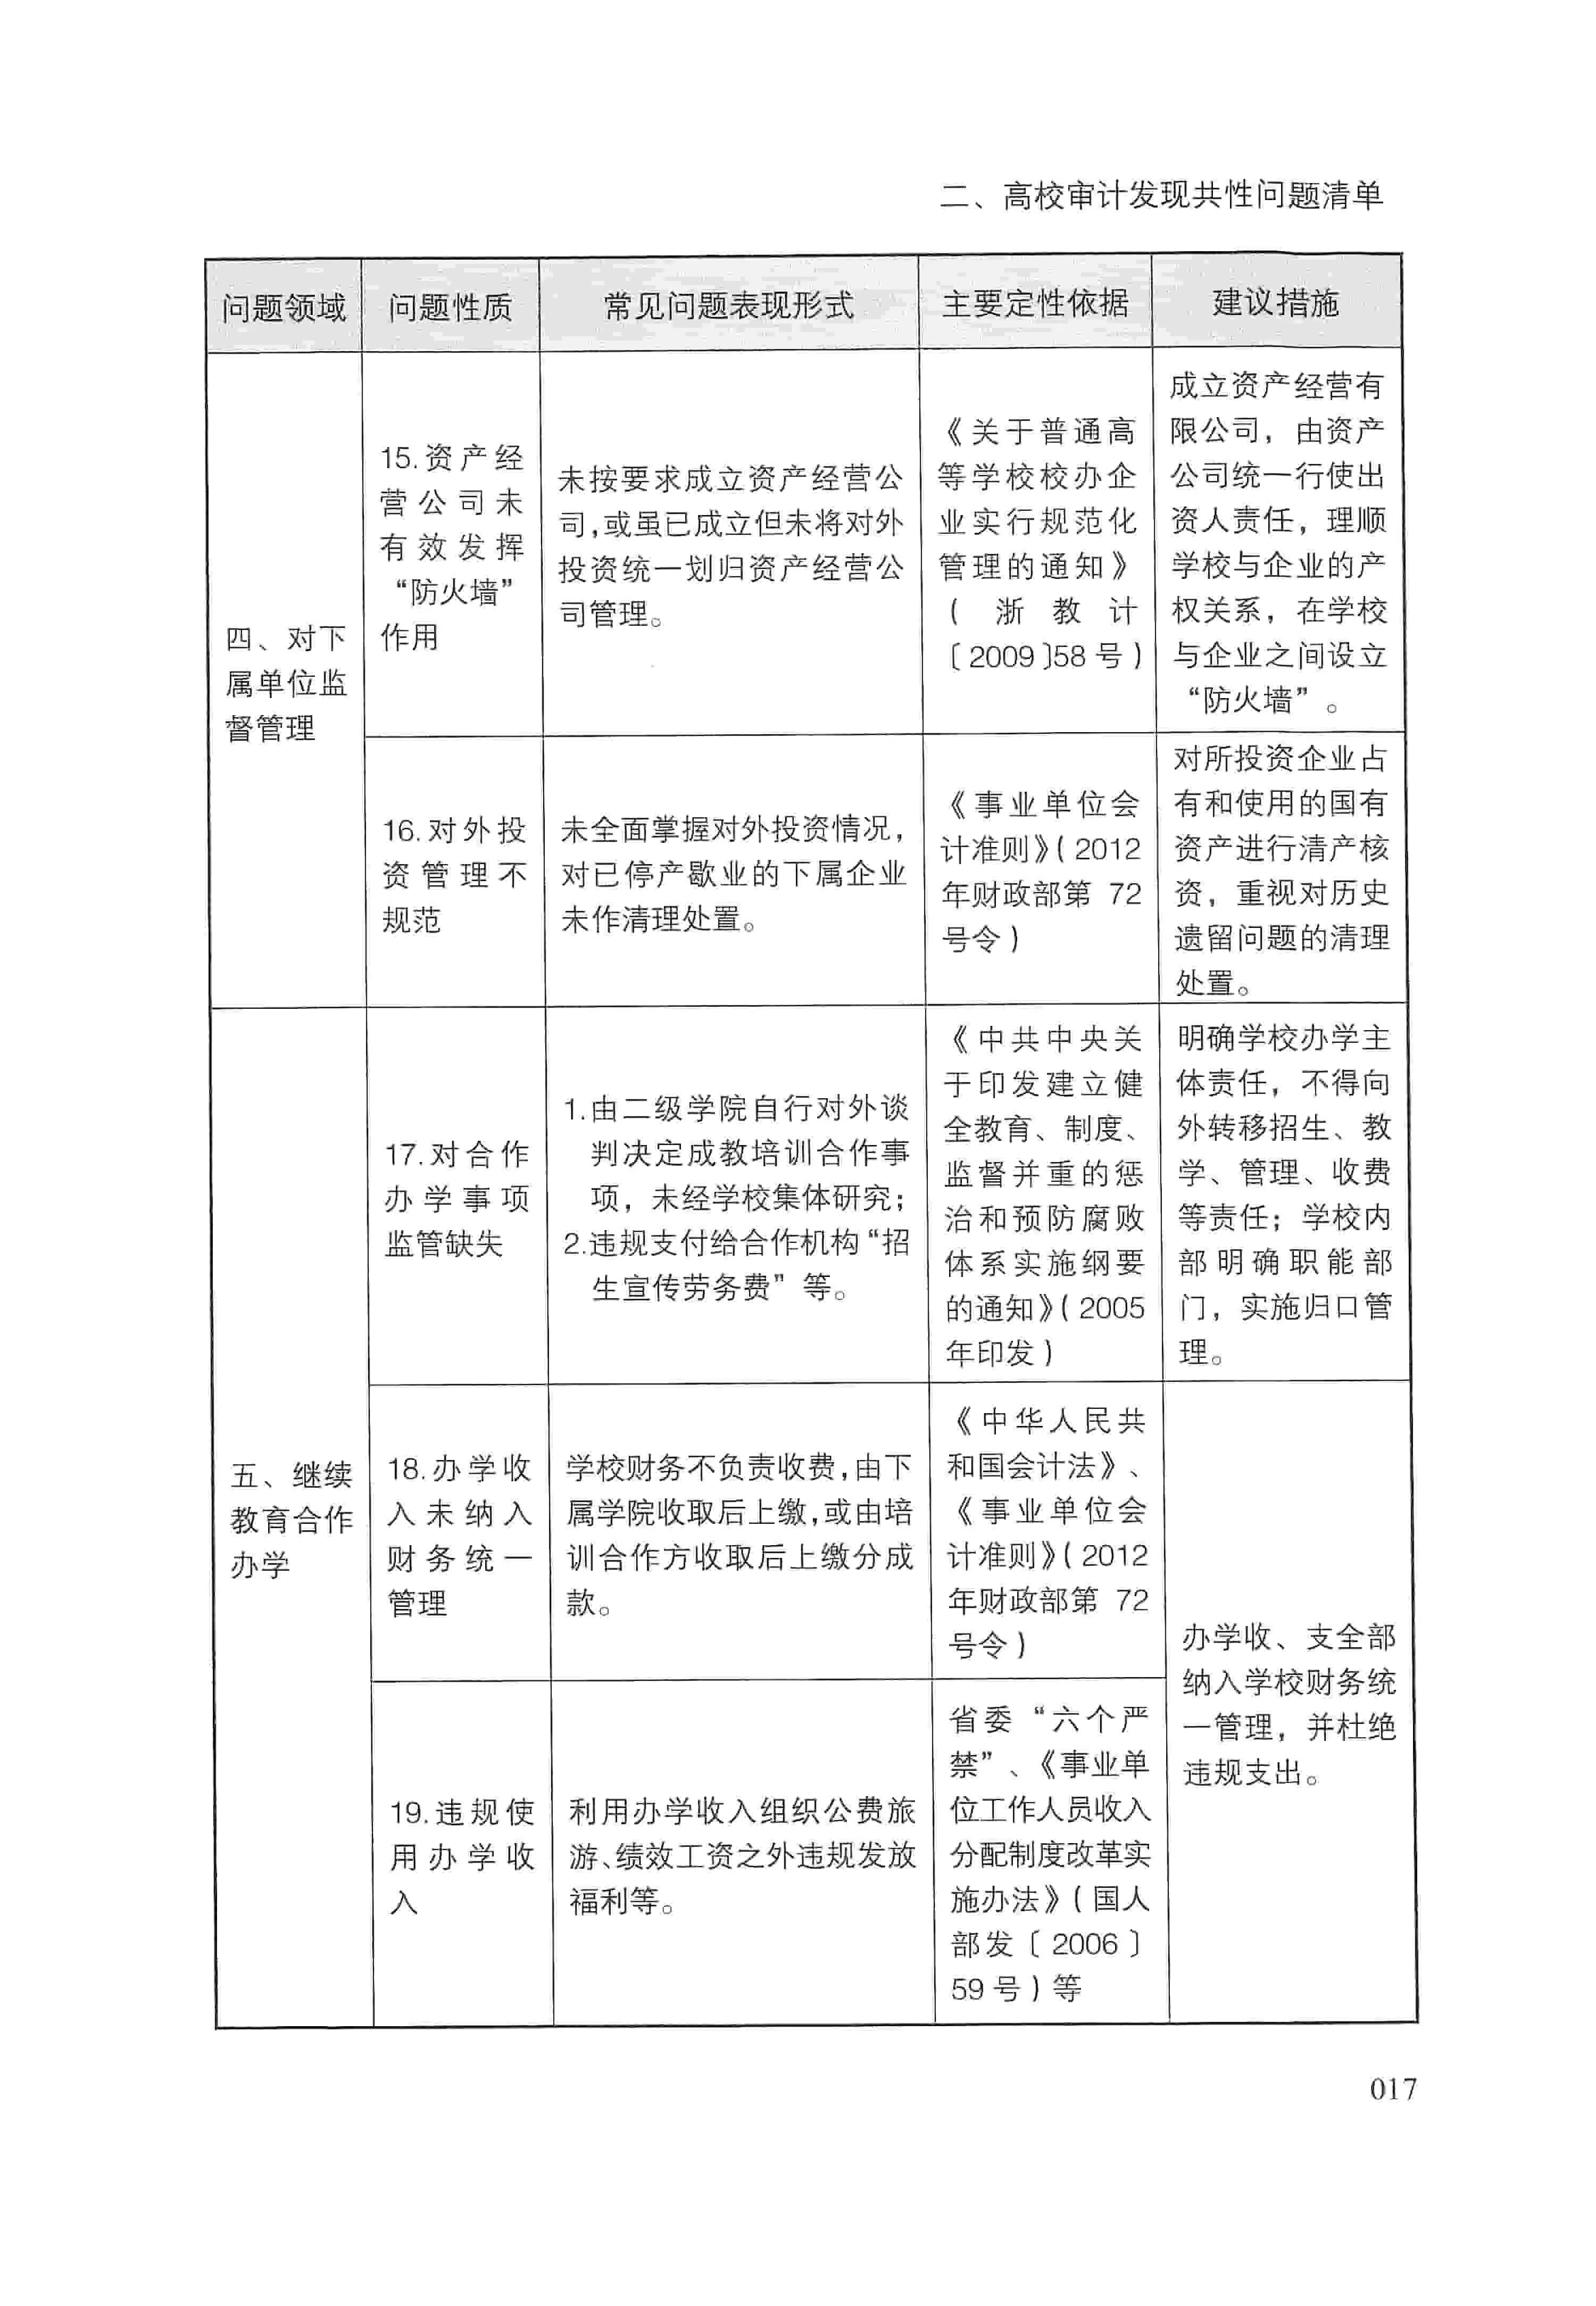 二、高校审计发现共性问题清单
问题领域
问题性质
常见问题表现形式
主要定性依据
建议措施
四、对下
属单位监
督管理
15.资产经
营公司未
有效发挥
“防火墙”
作用
未按要求成立资产经营公
司,或虽已成立但未将对外
投资统一划归资产经营公
司管理。
《关于普通高
等学校校办企
业实行规范化
管理的通知》
(浙教计
〔2009〕58号)
成立资产经营有
限公司，由资产
公司统一行使出
资人责任，理顺
学校与企业的产
权关系，在学校
与企业之间设立
“防火墙”。
16.对外投
资管理不
规范
未全面掌握对外投资情况，
对已停产歇业的下属企业
未作清理处置。
《事业单位会
计准则》(2012
年财政部第 72
号令)
对所投资企业占
有和使用的国有
资产进行清产核
资，重视对历史
遗留问题的清理
处置。
五、继续
教育合作
办学
17.对合作
办学事项
监管缺失
1.由二级学院自行对外谈
判决定成教培训合作事
项，未经学校集体研究；
2.违规支付给合作机构“招
生宣传劳务费”等。
《中共中央关
于印发建立健
全教育、制度、
监督并重的惩
治和预防腐败
体系实施纲要
的通知》(2005
年印发)
明确学校办学主
体责任，不得向
外转移招生、教
学、管理、收费
等责任；学校内
部明确职能部
门，实施归口管
理。
18.办学收
入未纳入
财务统一
管理
学校财务不负责收费,由下
属学院收取后上缴,或由培
训合作方收取后上缴分成
款。
《中华人民共
和国会计法》、
《事业单位会
计准则》(2012
年财政部第 72
号令)
办学收、支全部
纳入学校财务统
一管理，并杜绝
违规支出。
19.违规使
用办学收
入
利用办学收入组织公费旅
游、绩效工资之外违规发放
福利等。
省委“六个严
禁”、《事业单
位工作人员收入
分配制度改革实
施办法》(国人
部发〔2006〕
59号)等
017